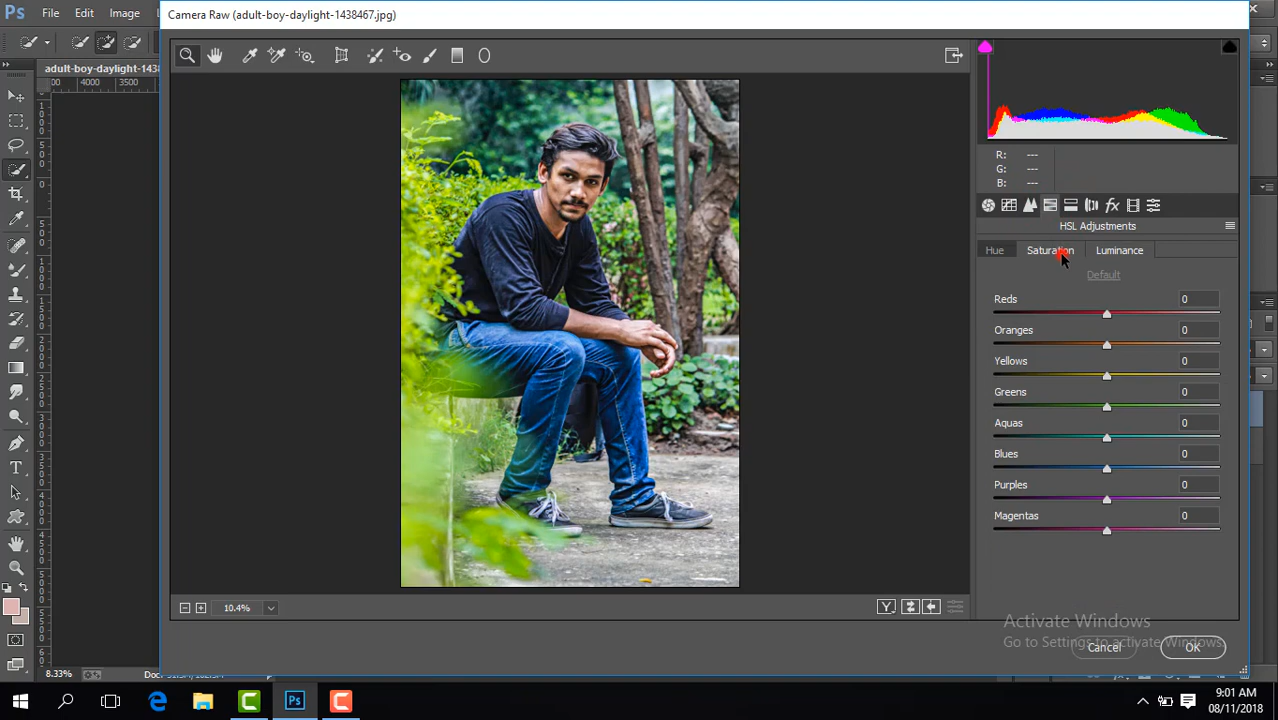 Ps File Edit Image
Camera Raw (adult-boy-daylight-1438467.jpg)
adult-boy-daylight-1438
4000 3500
R: ---
G: ---
B: ---
fx
HSL Adjustments
Hue Saturation Luminance
Default
Reds 0
Oranges 0
Yellows 0
Greens 0
Aquas 0
Blues 0
Purples 0
Magentas 0
10.4%
Y
Activate Windows
Go to Settings to activate Windows.
Cancel OK
8.33%
9:01 AM
08/11/2018